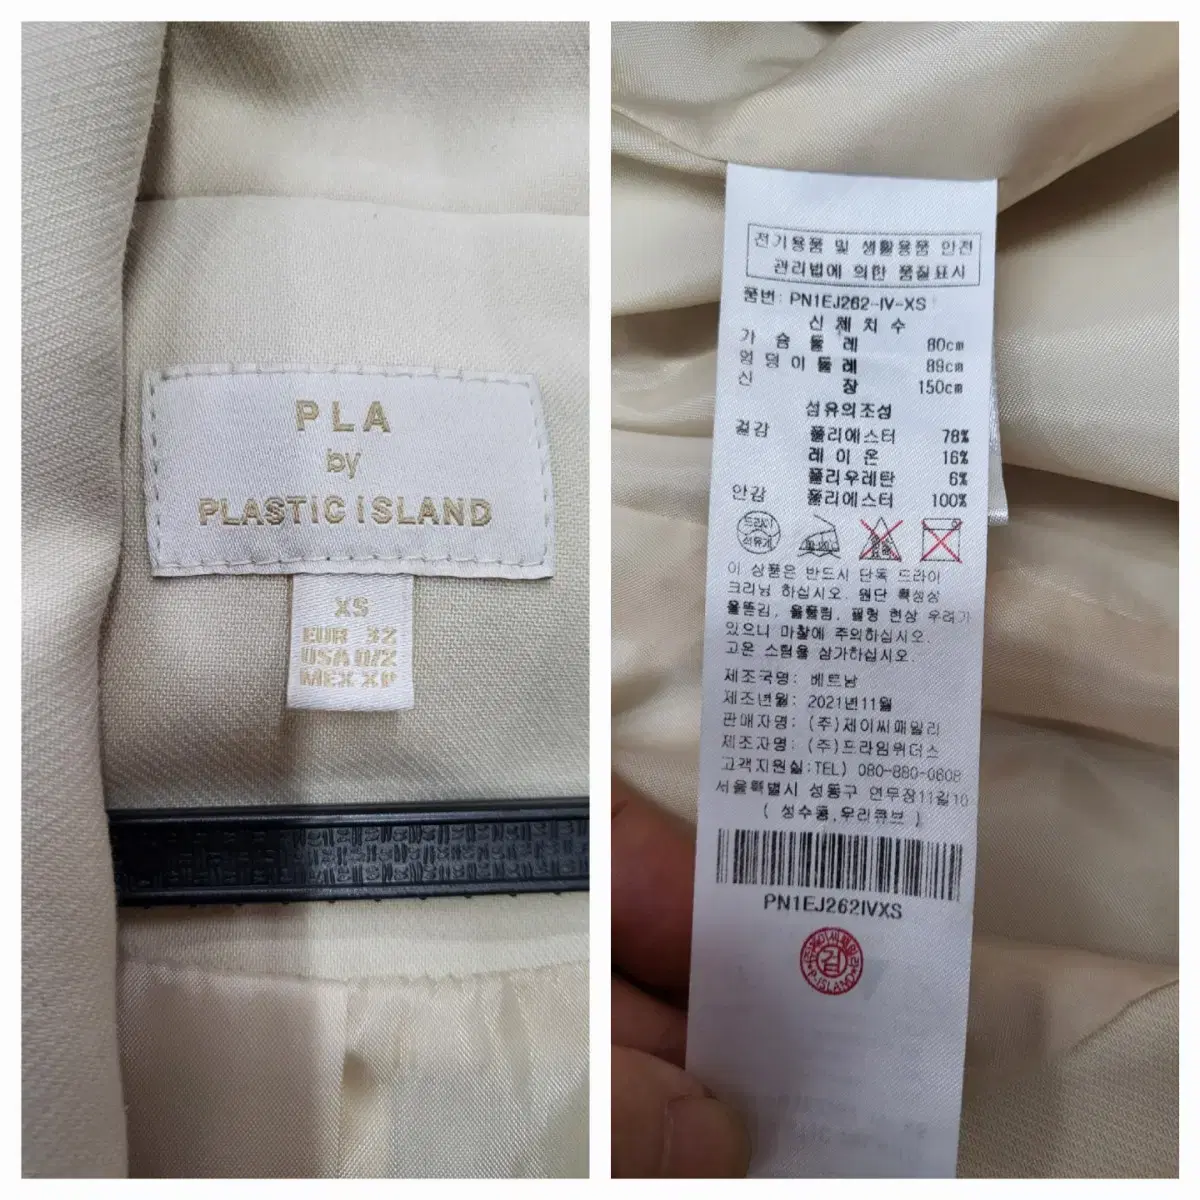 PLA
by
PLASTIC iSLAND
XS
EUR 32
USA 0/2
MEX XP
전기용품 및 생활용품 안전
관리법에 의한 품질표시
품번: PN1EJ262-IV-XS
신 체 치 수
가 슴 둘 레 80cm
엉 덩 이 둘 레 89cm
신 장 150cm
섬유의조성
겉감 폴리에스터 78%
레 이 온 16%
폴리우레탄 6%
안감 폴리에스터 100%
드라이
석유계
이 상품은 반드시 단독 드라이
크리닝 하십시오. 원단 특성상
올뜯김, 올풀림, 필링 현상 우려가
있으니 마찰에 주의하십시오.
고온 스팀을 삼가하십시오.
제조국명: 베트남
제조년월: 2021년11월
판매자명: (주)제이씨패밀리
제조자명: (주)프라임위더스
고객지원실:TEL) 080-880-0808
서울특별시 성동구 연무장11길10
( 성수동,우리큐브 )
PN1EJ262IVXS
검
P-ISLAND